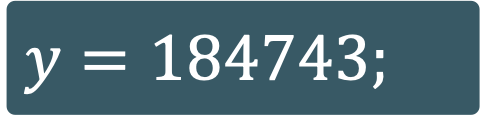 y = 184743;